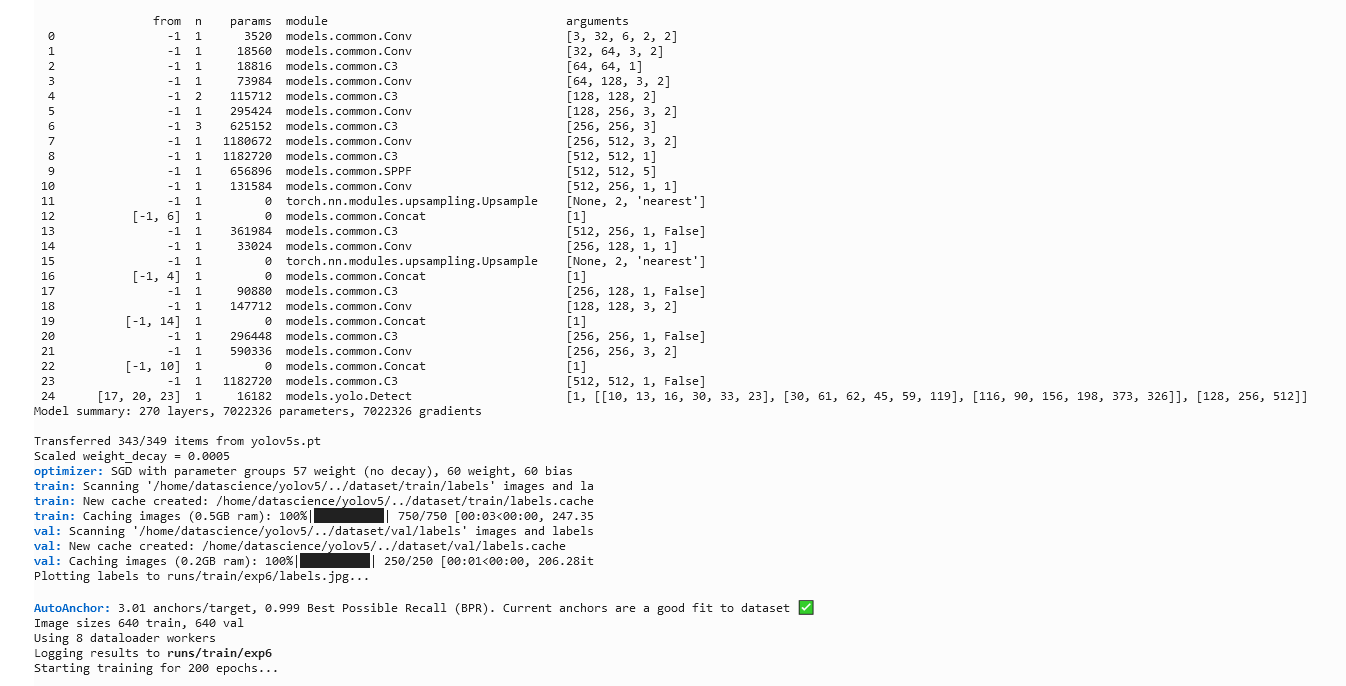 from n params module arguments
0 -1 1 3520 models.common.Conv [3, 32, 6, 2, 2]
1 -1 1 18560 models.common.Conv [32, 64, 3, 2]
2 -1 1 18816 models.common.C3 [64, 64, 1]
3 -1 1 73984 models.common.Conv [64, 128, 3, 2]
4 -1 2 115712 models.common.C3 [128, 128, 2]
5 -1 1 295424 models.common.Conv [128, 256, 3, 2]
6 -1 3 625152 models.common.C3 [256, 256, 3]
7 -1 1 1180672 models.common.Conv [256, 512, 3, 2]
8 -1 1 1182720 models.common.C3 [512, 512, 1]
9 -1 1 656896 models.common.SPPF [512, 512, 5]
10 -1 1 131584 models.common.Conv [512, 256, 1, 1]
11 -1 1 0 torch.nn.modules.upsampling.Upsample [None, 2, 'nearest']
12 [-1, 6] 1 0 models.common.Concat [1]
13 -1 1 361984 models.common.C3 [512, 256, 1, False]
14 -1 1 33024 models.common.Conv [256, 128, 1, 1]
15 -1 1 0 torch.nn.modules.upsampling.Upsample [None, 2, 'nearest']
16 [-1, 4] 1 0 models.common.Concat [1]
17 -1 1 90880 models.common.C3 [256, 128, 1, False]
18 -1 1 147712 models.common.Conv [128, 128, 3, 2]
19 [-1, 14] 1 0 models.common.Concat [1]
20 -1 1 296448 models.common.C3 [256, 256, 1, False]
21 -1 1 590336 models.common.Conv [256, 256, 3, 2]
22 [-1, 10] 1 0 models.common.Concat [1]
23 -1 1 1182720 models.common.C3 [512, 512, 1, False]
24 [17, 20, 23] 1 16182 models.yolo.Detect [1, [[10, 13, 16, 30, 33, 23], [30, 61, 62, 45, 59, 119], [116, 90, 156, 198, 373, 326]], [128, 256, 512]]
Model summary: 270 layers, 7022326 parameters, 7022326 gradients
Transferred 343/349 items from yolov5s.pt
Scaled weight_decay = 0.0005
optimizer: SGD with parameter groups 57 weight (no decay), 60 weight, 60 bias
train: Scanning '/home/datascience/yolov5/../dataset/train/labels' images and la
train: New cache created: /home/datascience/yolov5/../dataset/train/labels.cache
train: Caching images (0.5GB ram): 100%|██████████| 750/750 [00:03<00:00, 247.35
val: Scanning '/home/datascience/yolov5/../dataset/val/labels' images and labels
val: New cache created: /home/datascience/yolov5/../dataset/val/labels.cache
val: Caching images (0.2GB ram): 100%|██████████| 250/250 [00:01<00:00, 206.28it
Plotting labels to runs/train/exp6/labels.jpg...
AutoAnchor: 3.01 anchors/target, 0.999 Best Possible Recall (BPR). Current anchors are a good fit to dataset ✅
Image sizes 640 train, 640 val
Using 8 dataloader workers
Logging results to runs/train/exp6
Starting training for 200 epochs...